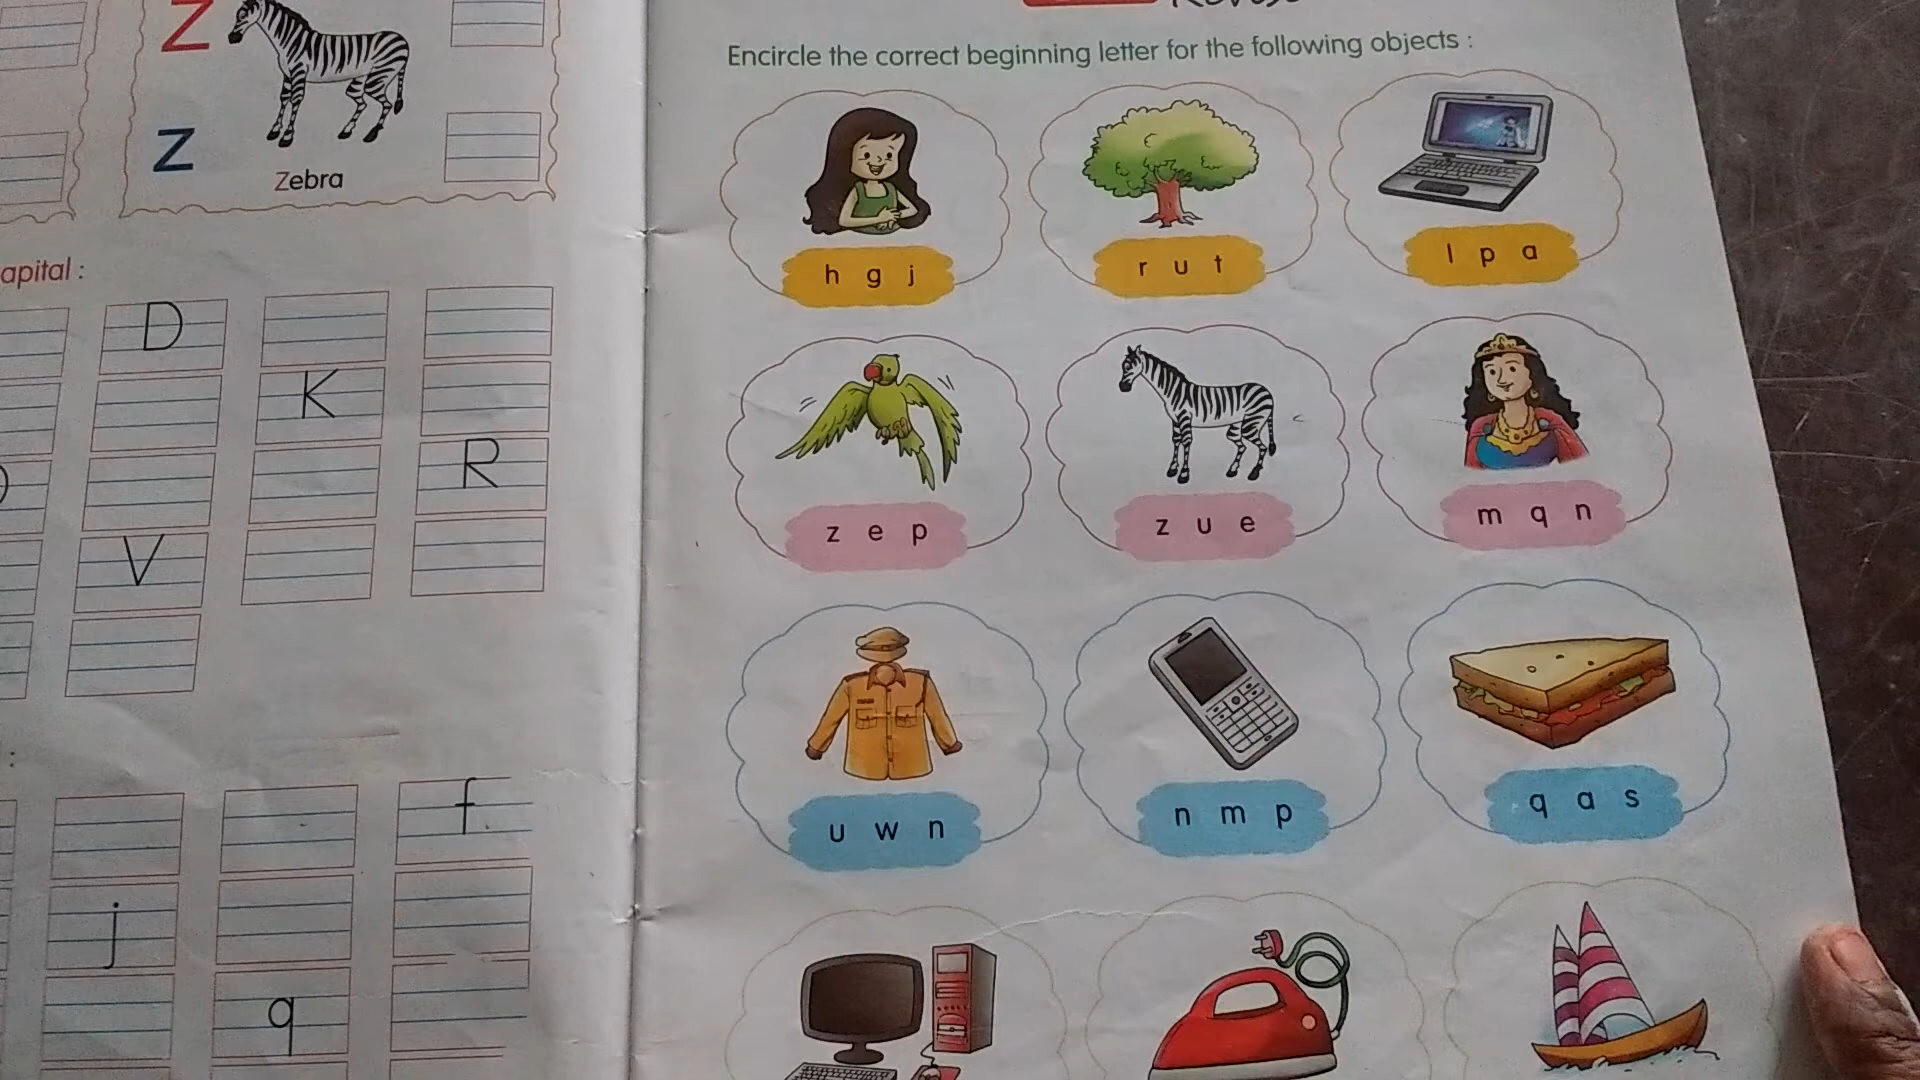 Z
z
Zebra
apital :
D
K
R
V
f
j
q
Encircle the correct beginning letter for the following objects :
h g j
r u t
l p a
z e p
z u e
m q n
u w n
n m p
q a s